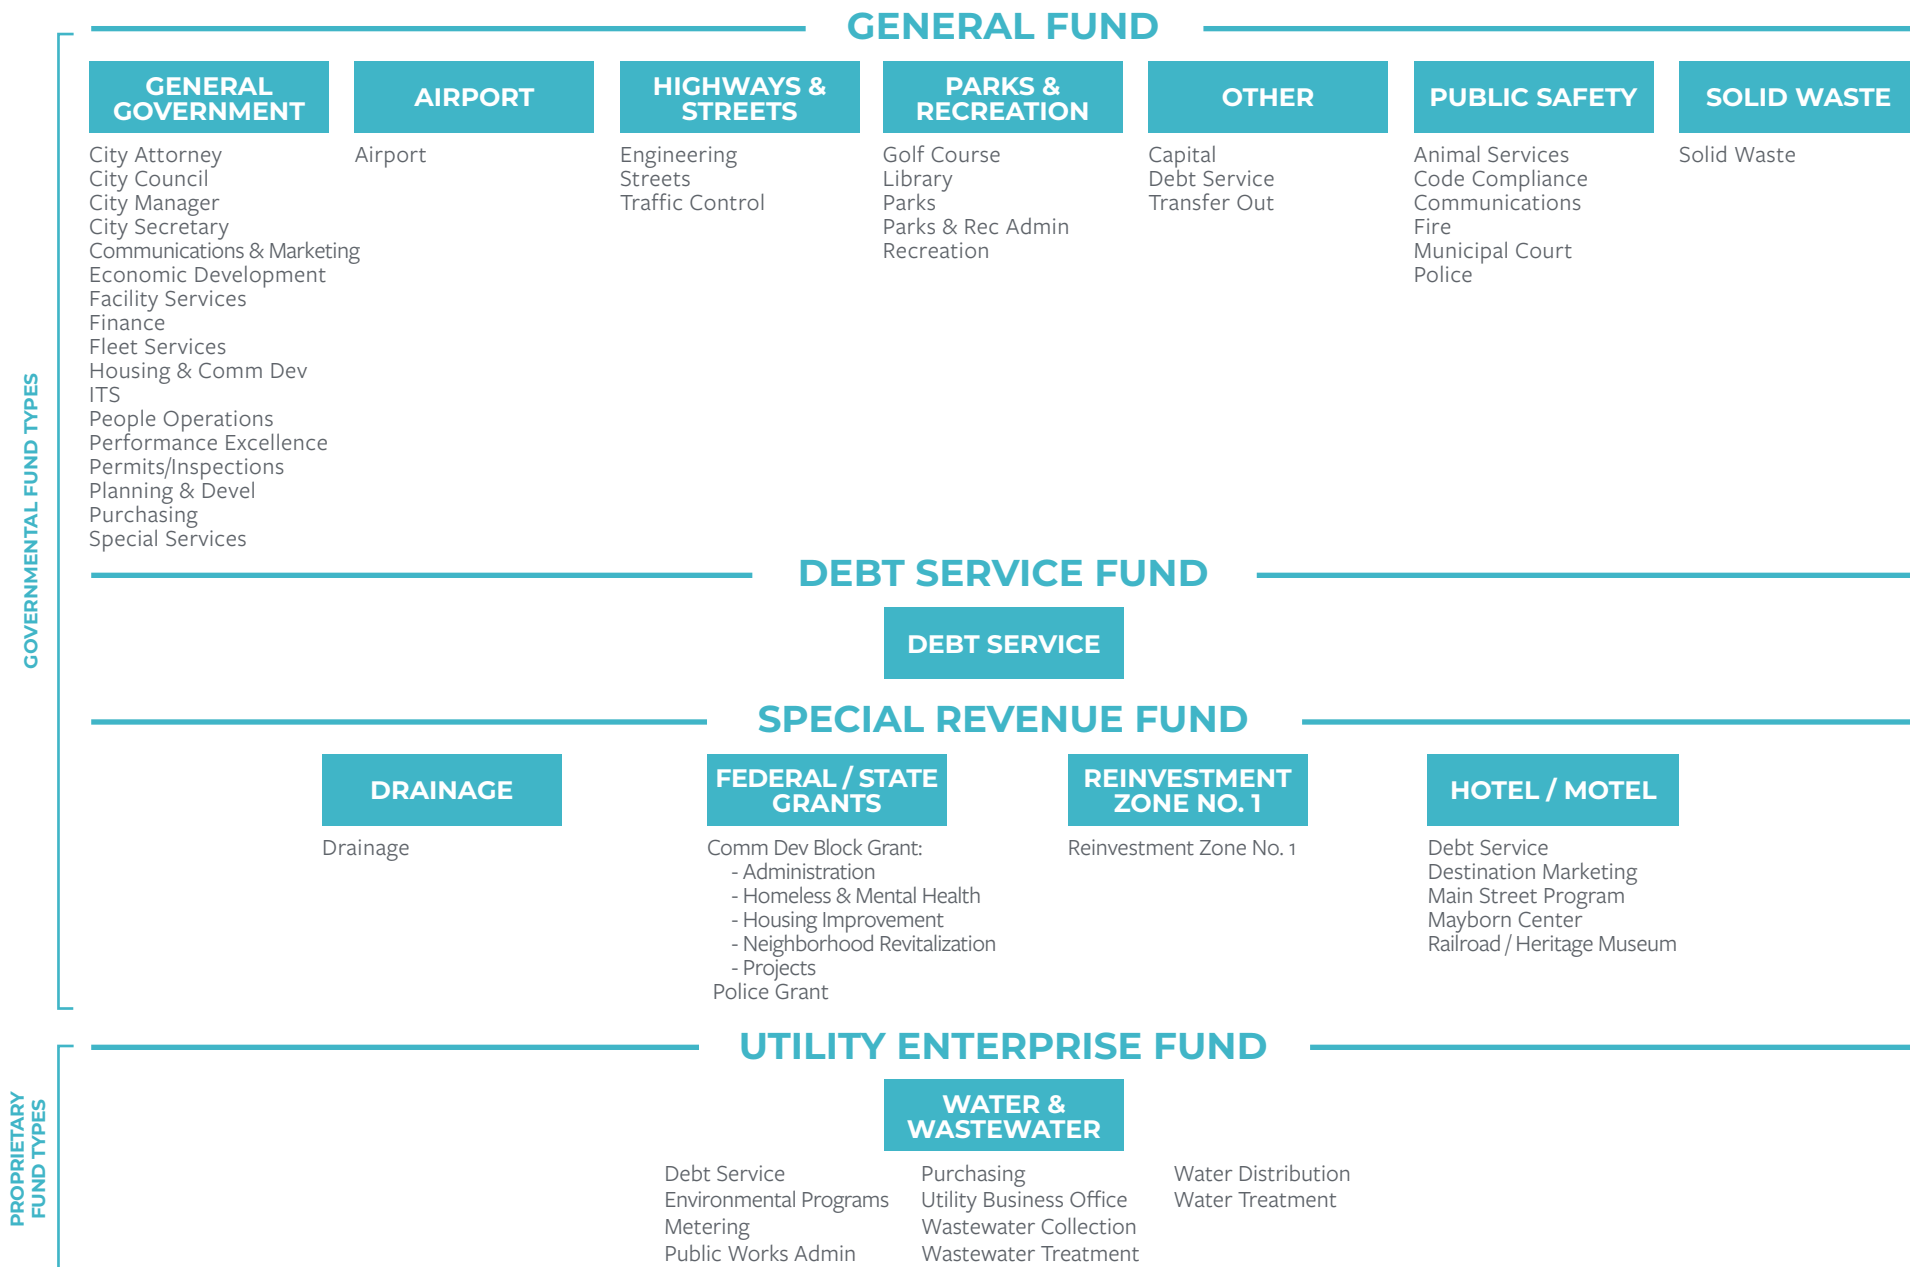 GENERAL FUND
GENERAL
GOVERNMENT
City Attorney
City Council
City Manager
City Secretary
Communications & Marketing
Economic Development
Facility Services
Finance
Fleet Services
Housing & Comm Dev
ITS
People Operations
Performance Excellence
Permits/Inspections
Planning & Devel
Purchasing
Special Services
AIRPORT
Airport
HIGHWAYS &
STREETS
Engineering
Streets
Traffic Control
PARKS &
RECREATION
Golf Course
Library
Parks
Parks & Rec Admin
Recreation
OTHER
Capital
Debt Service
Transfer Out
PUBLIC SAFETY
Animal Services
Code Compliance
Communications
Fire
Municipal Court
Police
SOLID WASTE
Solid Waste
GOVERNMENTAL FUND TYPES
DEBT SERVICE FUND
DEBT SERVICE
SPECIAL REVENUE FUND
DRAINAGE
Drainage
FEDERAL / STATE
GRANTS
Comm Dev Block Grant:
- Administration
- Homeless & Mental Health
- Housing Improvement
- Neighborhood Revitalization
- Projects
Police Grant
REINVESTMENT
ZONE NO. 1
Reinvestment Zone No. 1
HOTEL / MOTEL
Debt Service
Destination Marketing
Main Street Program
Mayborn Center
Railroad / Heritage Museum
PROPRIETARY
FUND TYPES
UTILITY ENTERPRISE FUND
WATER &
WASTEWATER
Debt Service
Environmental Programs
Metering
Public Works Admin
Purchasing
Utility Business Office
Wastewater Collection
Wastewater Treatment
Water Distribution
Water Treatment